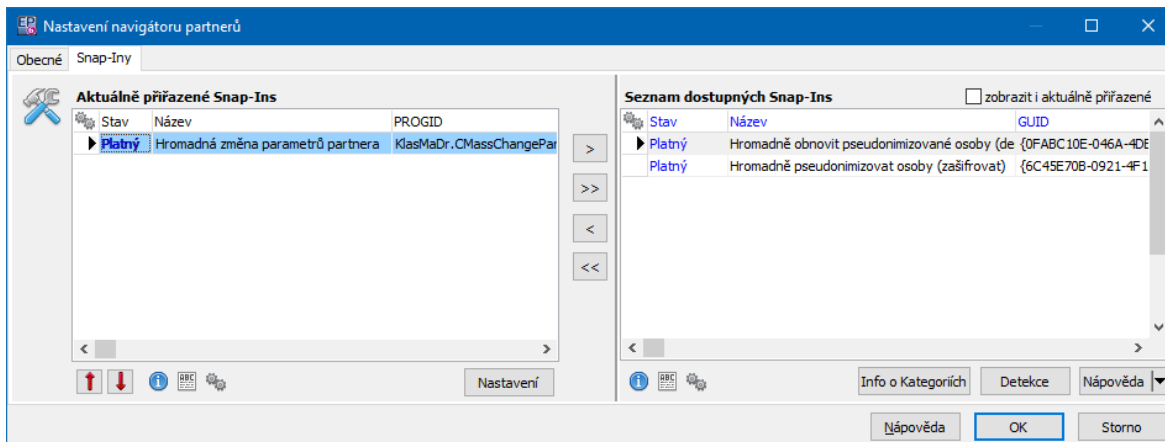 Nastavení navigátoru partnerů
Obecné Snap-Iny
Aktuálně přiřazené Snap-Ins
Stav Název PROGID
Platný Hromadná změna parametrů partnera KlasMaDr.CMassChangePar
>
>>
<
<<
Nastavení
Seznam dostupných Snap-Ins zobrazit i aktuálně přiřazené
Stav Název GUID
Platný Hromadně obnovit pseudonimizované osoby (de {0FABC10E-046A-4DE
Platný Hromadně pseudonimizovat osoby (zašifrovat) {6C45E70B-0921-4F1
Info o Kategoriích Detekce Nápověda
Nápověda OK Storno